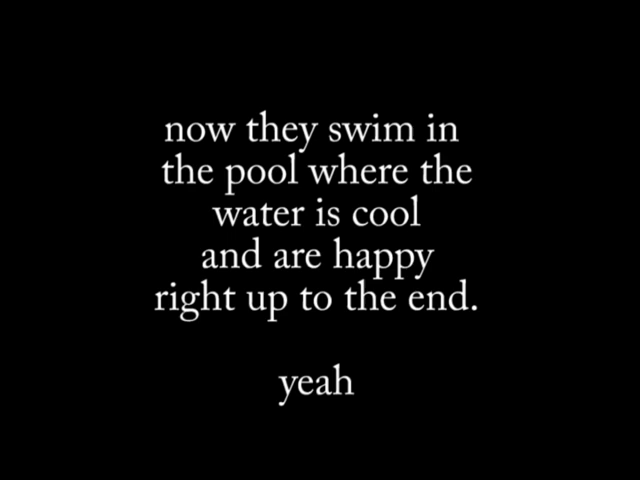 now they swim in
the pool where the
water is cool
and are happy
right up to the end.
yeah